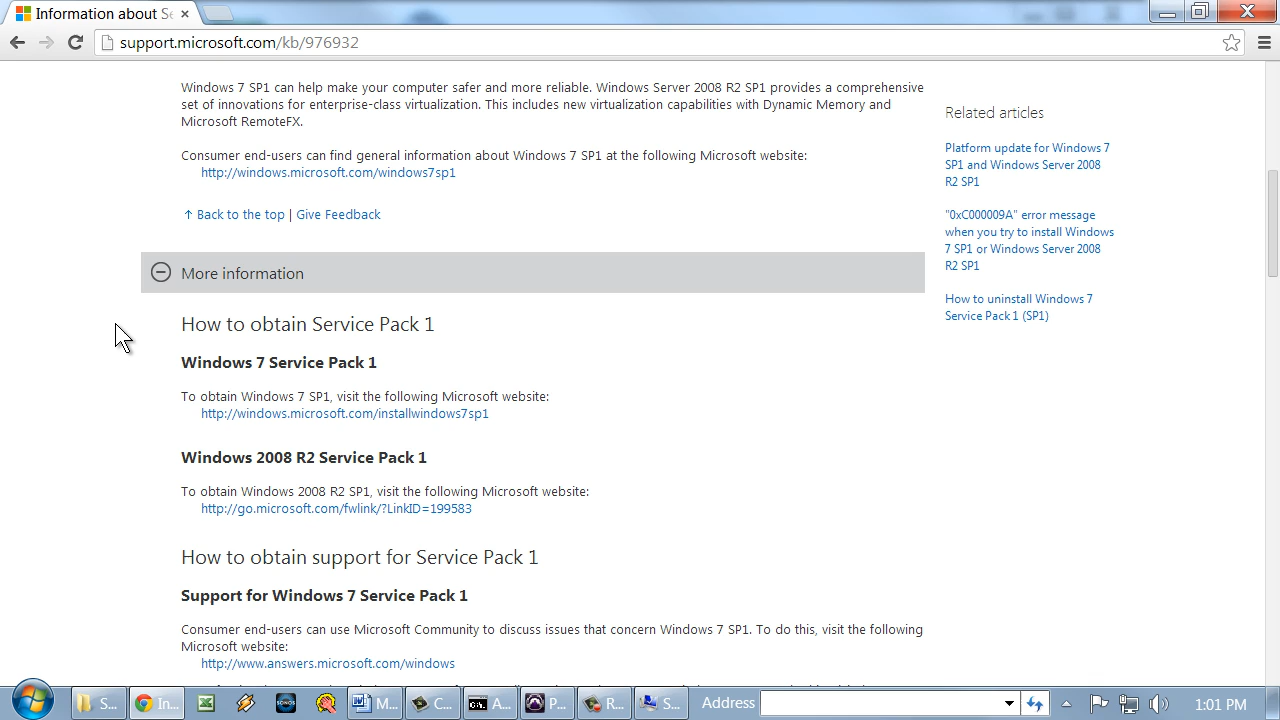 Information about Se
support.microsoft.com/kb/976932
Windows 7 SP1 can help make your computer safer and more reliable. Windows Server 2008 R2 SP1 provides a comprehensive
set of innovations for enterprise-class virtualization. This includes new virtualization capabilities with Dynamic Memory and
Microsoft RemoteFX.
Consumer end-users can find general information about Windows 7 SP1 at the following Microsoft website:
http://windows.microsoft.com/windows7sp1
Back to the top | Give Feedback
More information
How to obtain Service Pack 1
Windows 7 Service Pack 1
To obtain Windows 7 SP1, visit the following Microsoft website:
http://windows.microsoft.com/installwindows7sp1
Windows 2008 R2 Service Pack 1
To obtain Windows 2008 R2 SP1, visit the following Microsoft website:
http://go.microsoft.com/fwlink/?LinkID=199583
How to obtain support for Service Pack 1
Support for Windows 7 Service Pack 1
Consumer end-users can use Microsoft Community to discuss issues that concern Windows 7 SP1. To do this, visit the following
Microsoft website:
http://www.answers.microsoft.com/windows
Related articles
Platform update for Windows 7
SP1 and Windows Server 2008
R2 SP1
"0xC000009A" error message
when you try to install Windows
7 SP1 or Windows Server 2008
R2 SP1
How to uninstall Windows 7
Service Pack 1 (SP1)
S... In... M... C... A... P... R... S... Address 1:01 PM